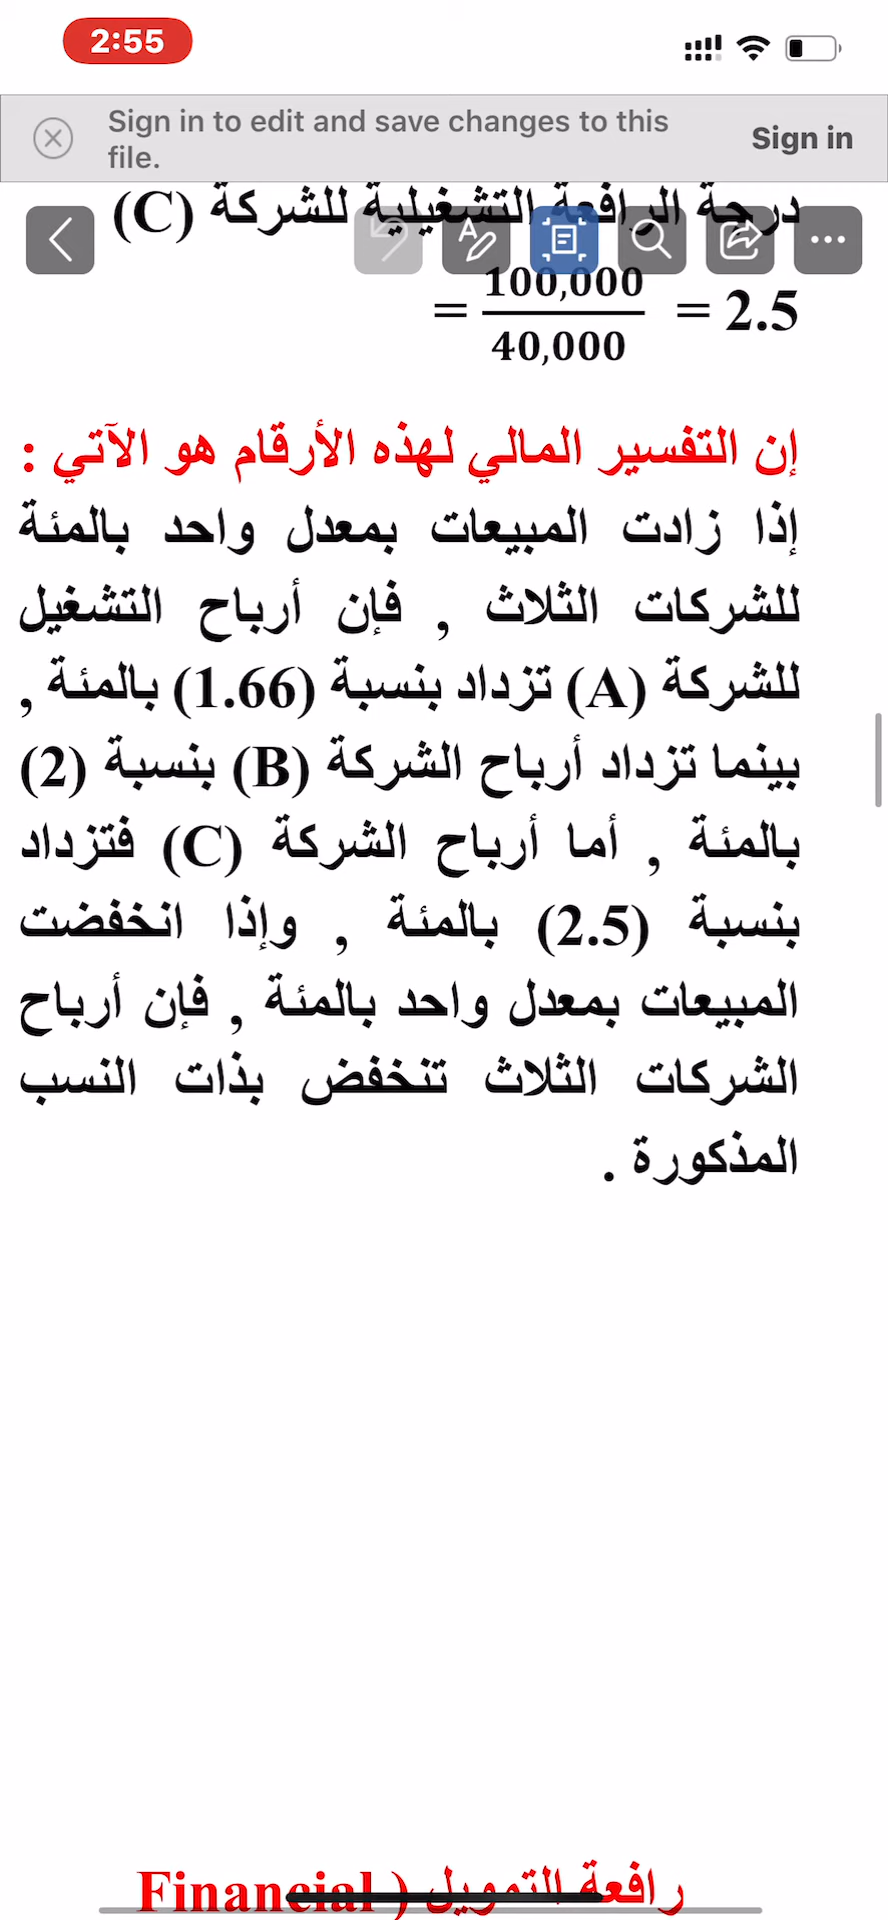 2:55
Sign in to edit and save changes to this
file.
Sign in
درجة الرافعة التشغيلية للشركة (C)
= 100,000 / 40,000 = 2.5
إن التفسير المالي لهذه الأرقام هو الآتي :
إذا زادت المبيعات بمعدل واحد بالمئة
للشركات الثلاث , فإن أرباح التشغيل
للشركة (A) تزداد بنسبة (1.66) بالمئة ,
بينما تزداد أرباح الشركة (B) بنسبة (2)
بالمئة , أما أرباح الشركة (C) فتزداد
بنسبة (2.5) بالمئة , وإذا انخفضت
المبيعات بمعدل واحد بالمئة , فإن أرباح
الشركات الثلاث تنخفض بذات النسب
المذكورة .
رافعة التمويل ( Financial